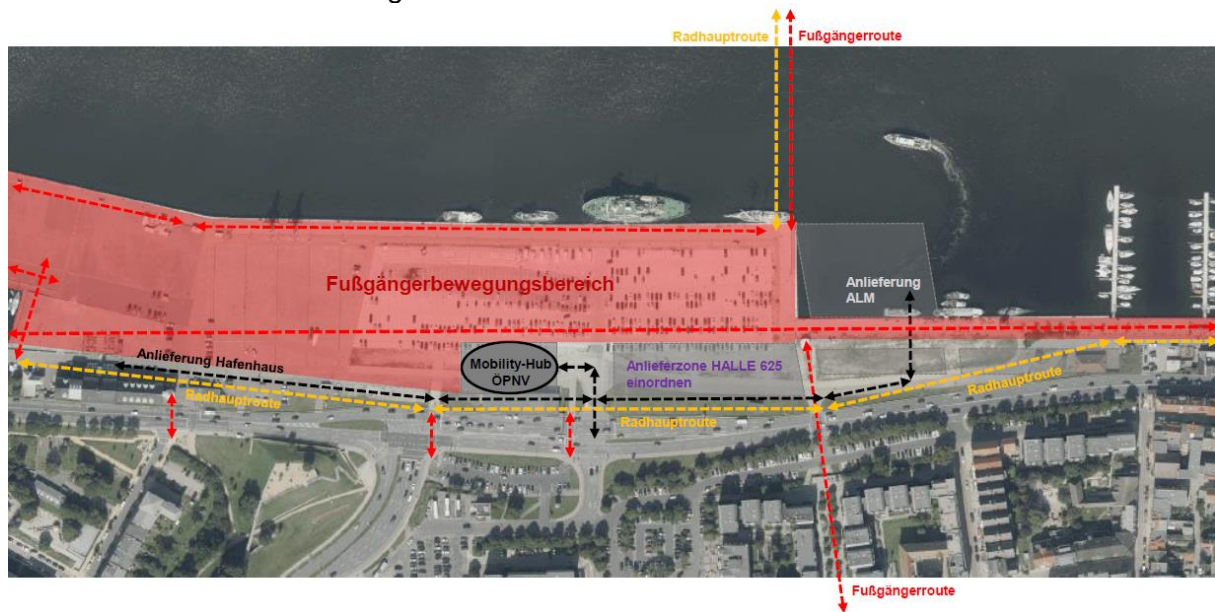 Radhauptroute
Fußgängerroute
Fußgängerbewegungsbereich
Anlieferung
ALM
Anlieferung Hafenhaus
Mobility-Hub
ÖPNV
Anlieferzone HALLE 625
einordnen
Radhauptroute
Radhauptroute
Radhauptroute
Fußgängerroute